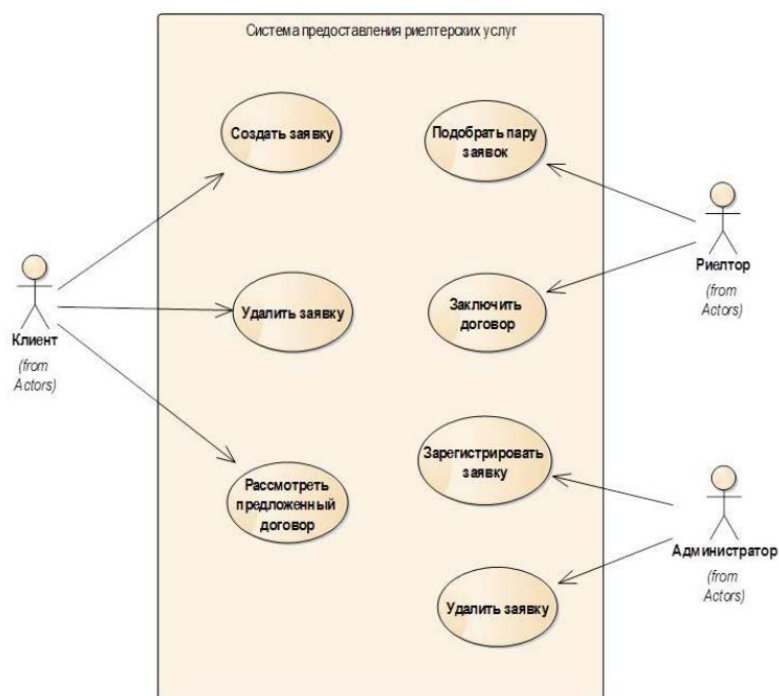 Система предоставления риелтерских услуг
Создать заявку
Подобрать пару
заявок
Риелтор
(from
Actors)
Клиент
(from
Actors)
Удалить заявку
Заключить
договор
Рассмотреть
предложенный
договор
Зарегистрировать
заявку
Администратор
(from
Actors)
Удалить заявку